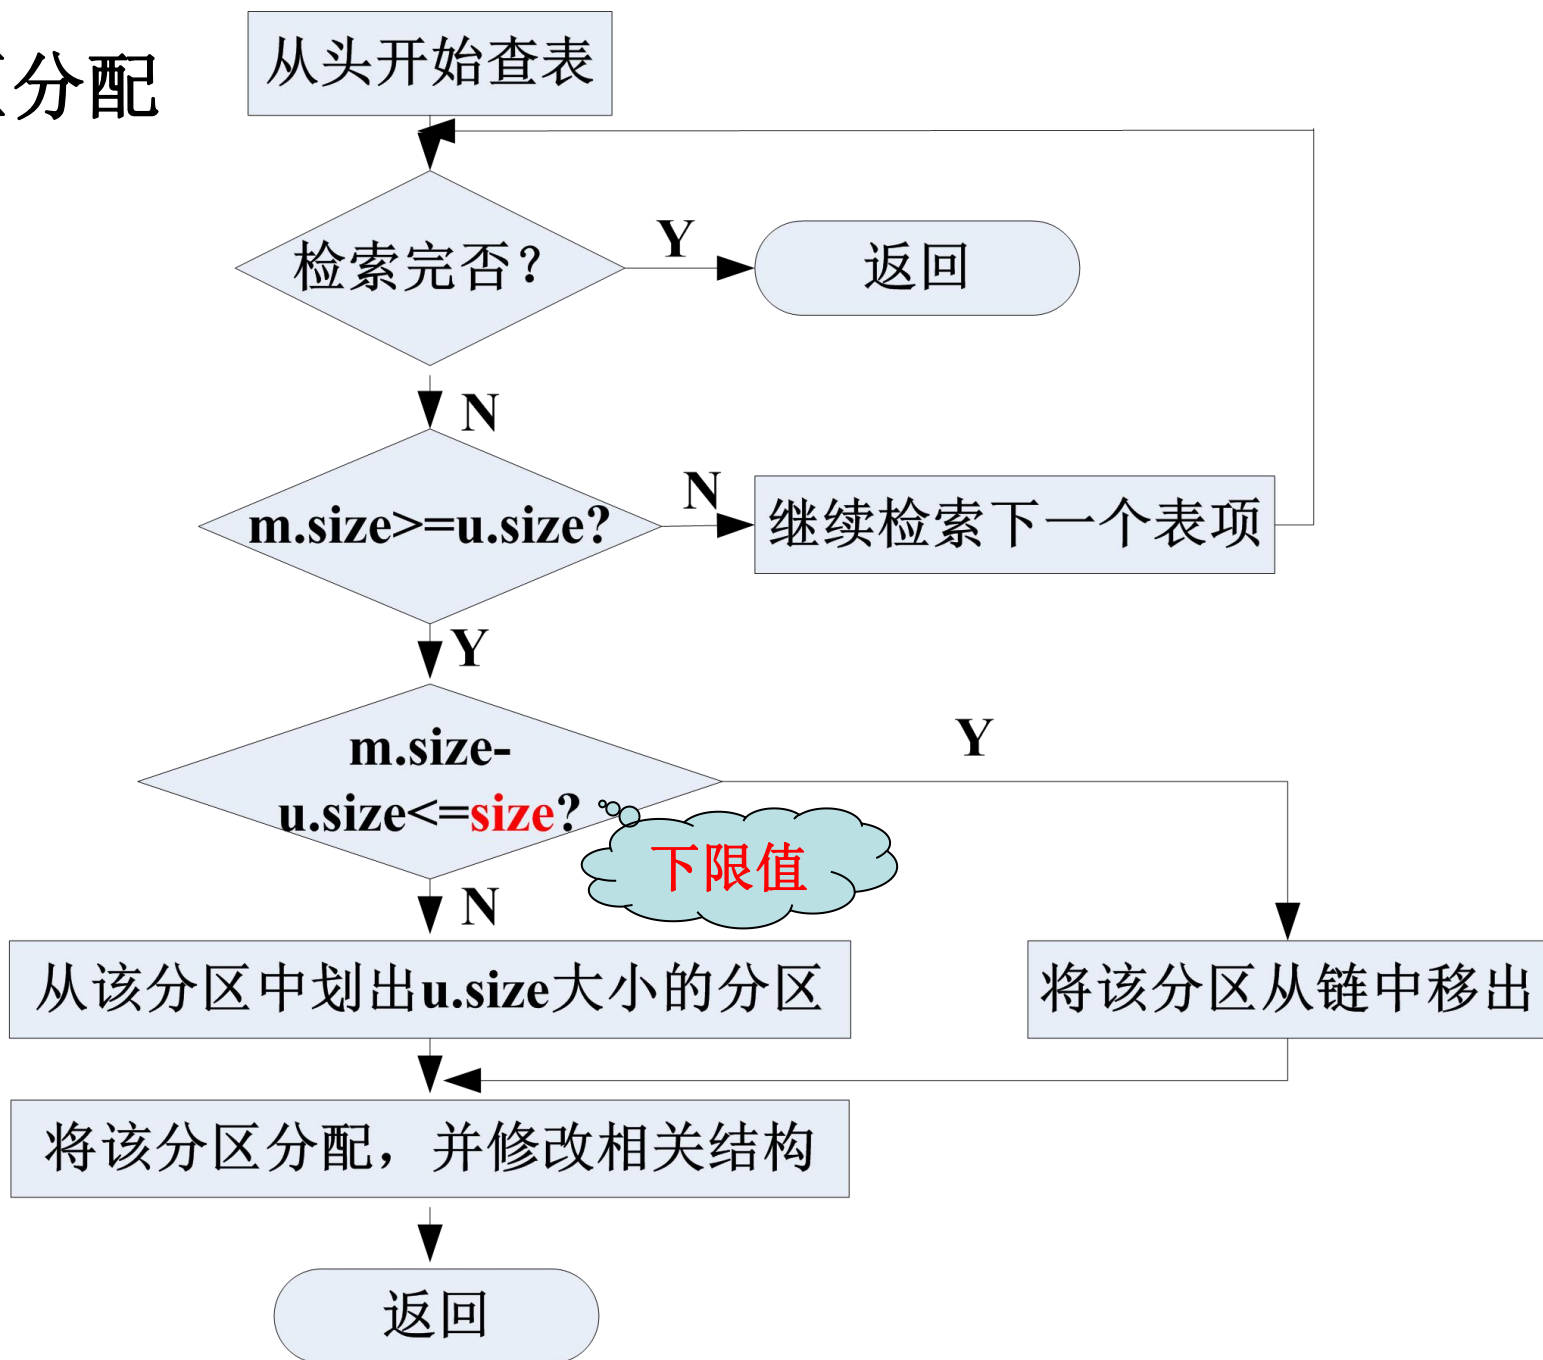 分配
从头开始查表
检索完否？
Y
返回
N
m.size>=u.size?
N
继续检索下一个表项
Y
m.size-
u.size<=size?
Y
下限值
N
从该分区中划出u.size大小的分区
将该分区从链中移出
将该分区分配，并修改相关结构
返回